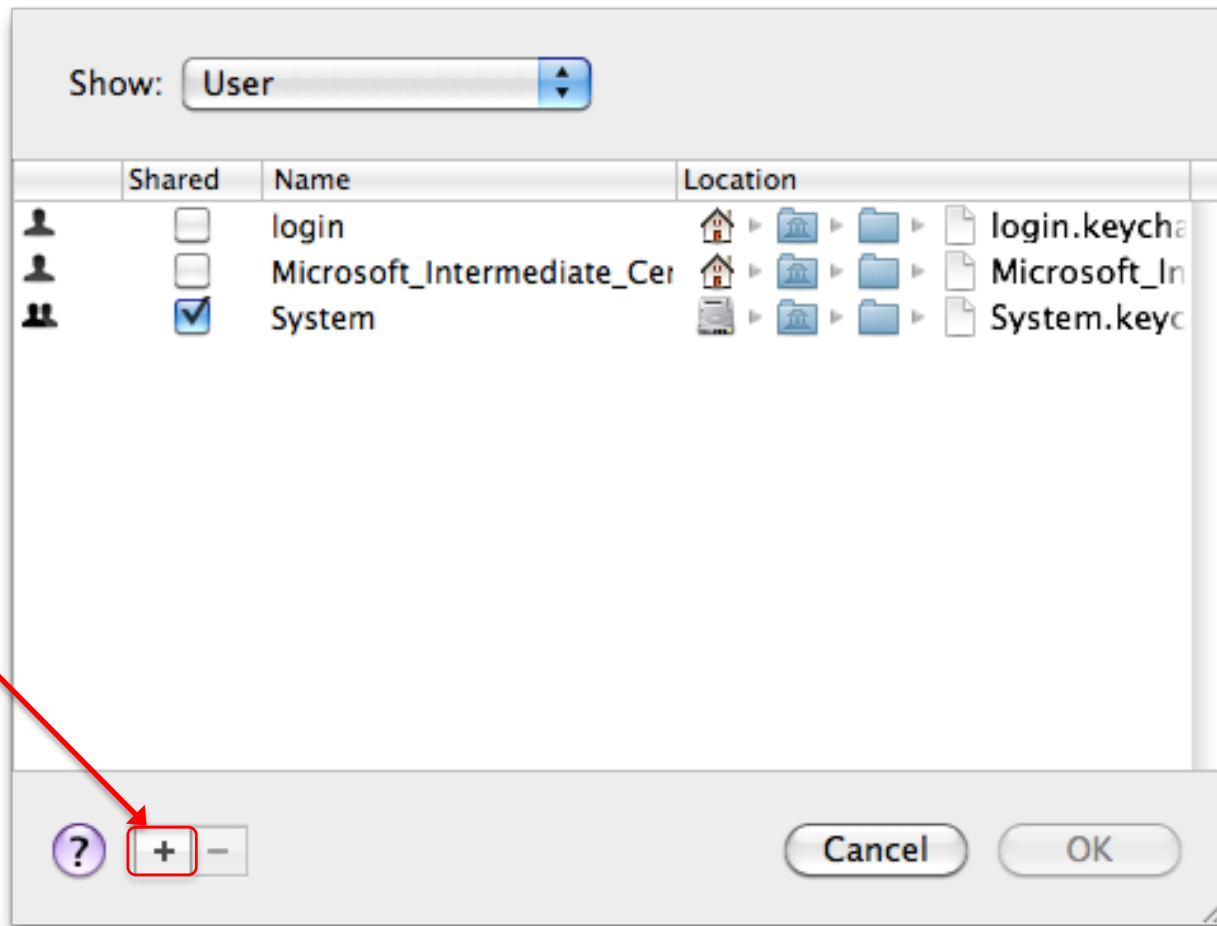 Show: User
Shared Name Location
login login.keycha
Microsoft_Intermediate_Cer Microsoft_In
System System.keyc
? + − Cancel OK